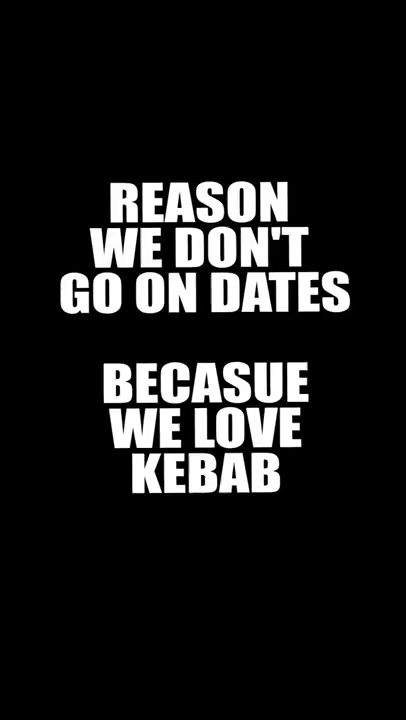 REASON
WE DON'T
GO ON DATES
BECASUE
WE LOVE
KEBAB